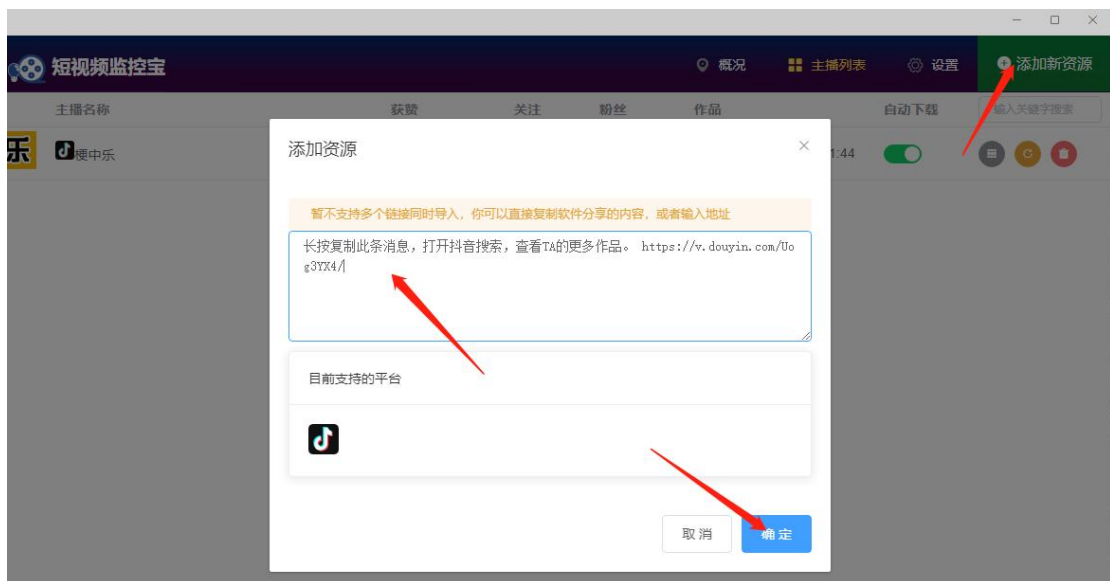 短视频监控宝
概况
主播列表
设置
添加新资源
主播名称
获赞
关注
粉丝
作品
自动下载
输入关键字搜索
乐
梗中乐
1:44
添加资源
暂不支持多个链接同时导入，你可以直接复制软件分享的内容，或者输入地址
长按复制此条消息，打开抖音搜索，查看TA的更多作品。 https://v.douyin.com/Uo
g3YX4/
目前支持的平台
取消
确定